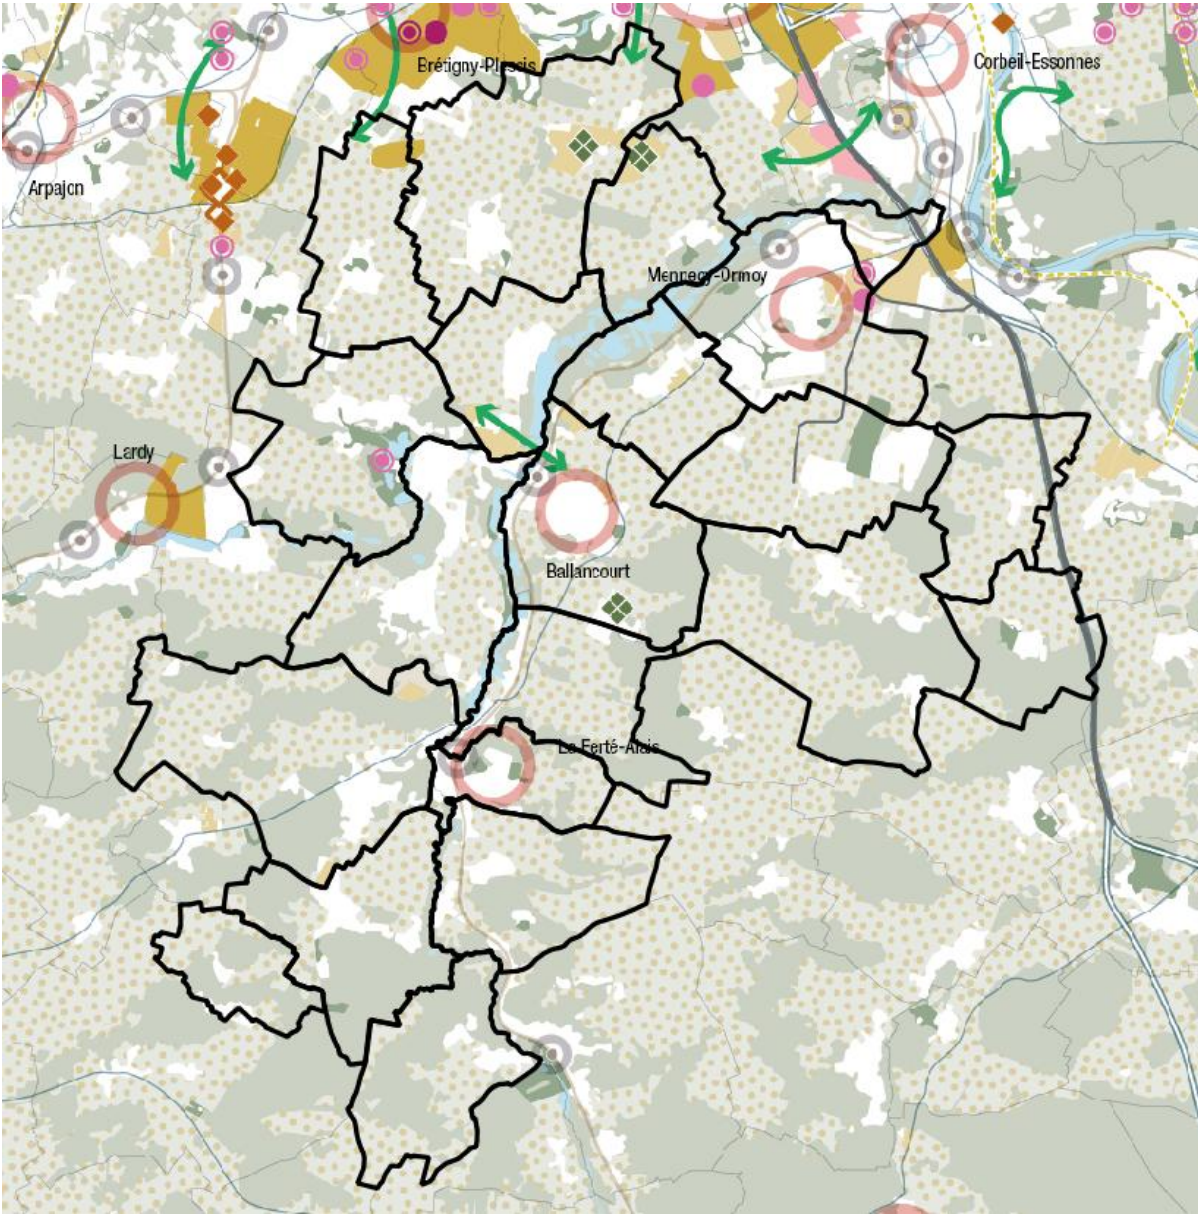 Brétigny-Plessis
Corbeil-Essonnes
Arpajon
Mennecy-Ormoy
Lardy
Ballancourt
La Ferté-Alais